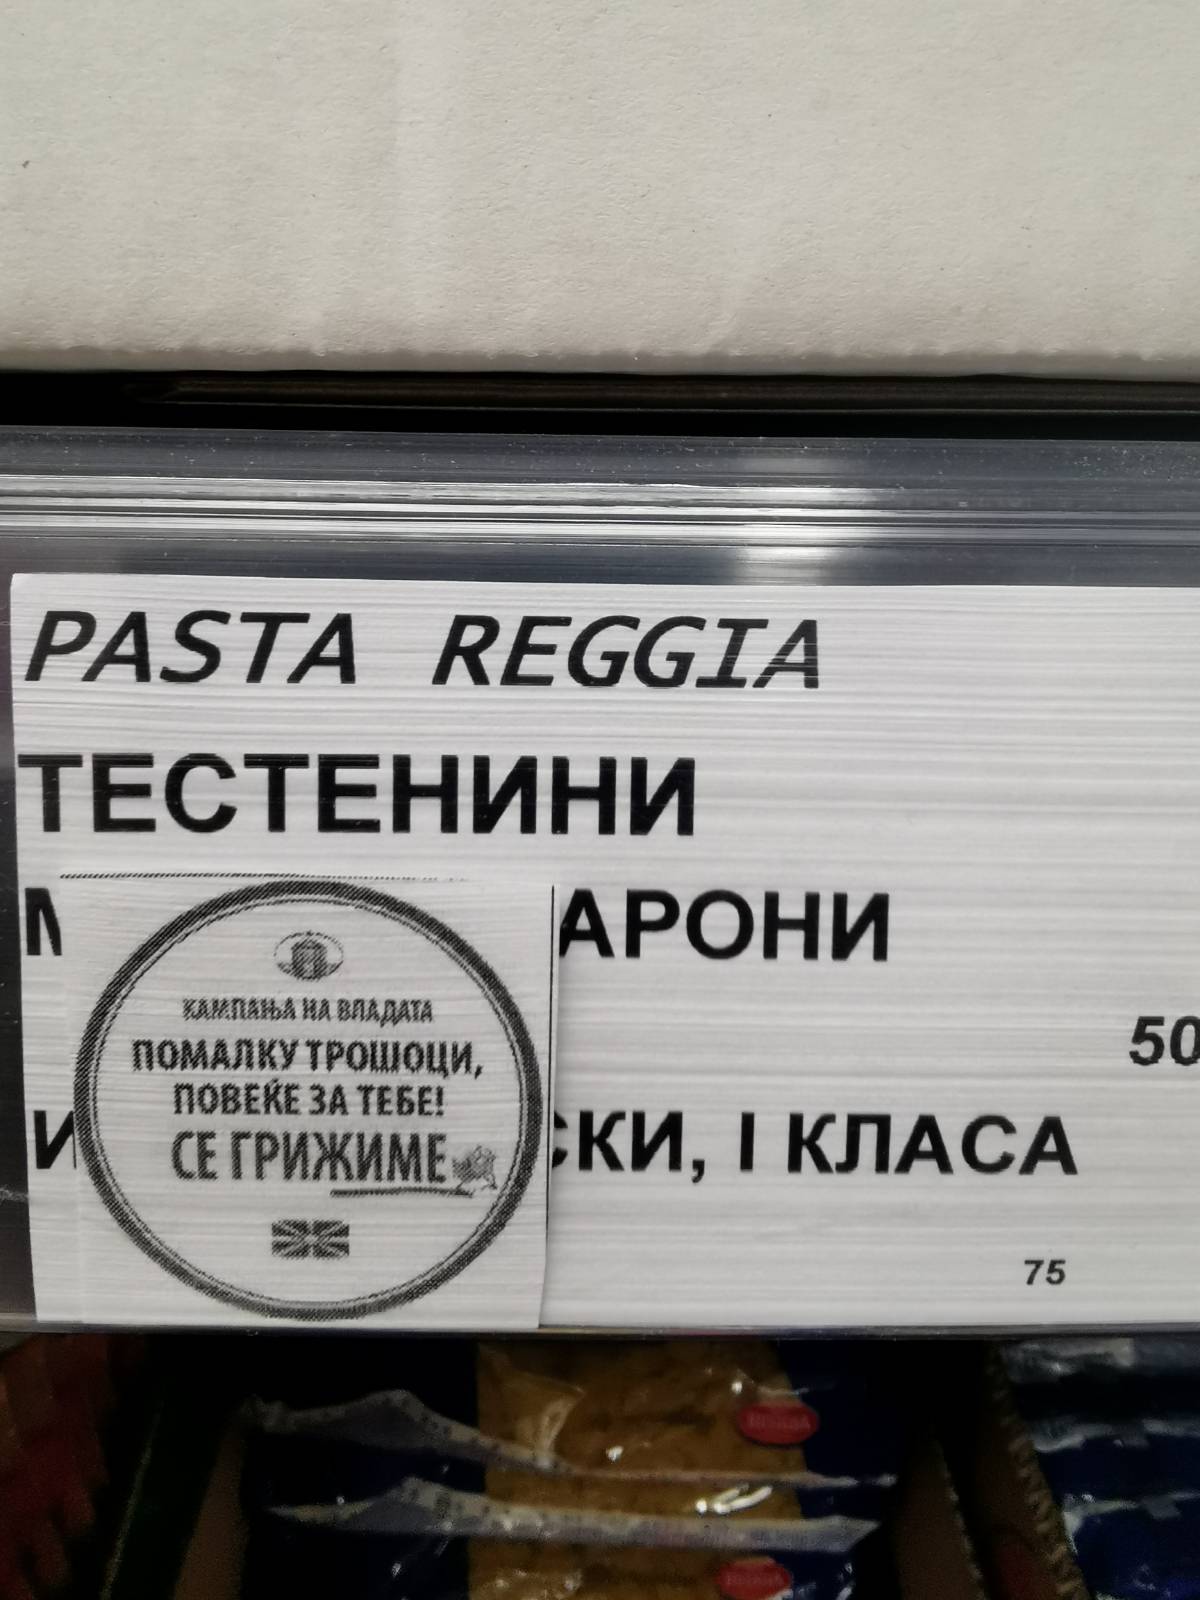 PASTA REGGIA
ТЕСТЕНИНИ
АРОНИ
50
СКИ, I КЛАСА
75
КАМПАЊА НА ВЛАДАТА
ПОМАЛКУ ТРОШОЦИ,
ПОВЕЌЕ ЗА ТЕБЕ!
СЕ ГРИЖИМЕ